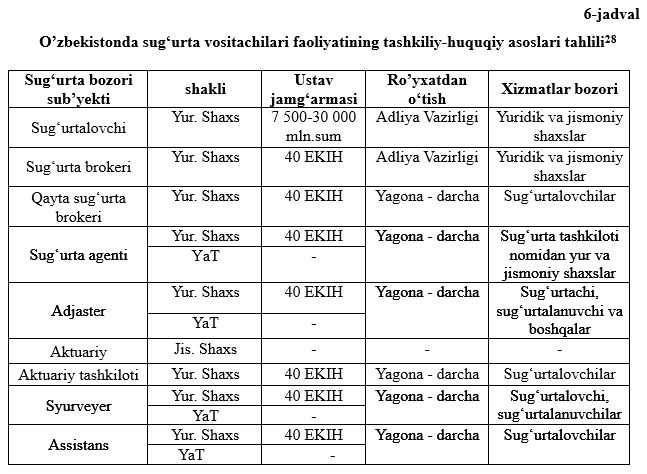 6-jadval
O’zbekistonda sug‘urta vositachilari faoliyatining tashkiliy-huquqiy asoslari tahlili28
Sug‘urta bozori sub’yekti | shakli | Ustav jamg‘armasi | Ro’yxatdan o‘tish | Xizmatlar bozori
Sug‘urtalovchi | Yur. Shaxs | 7 500-30 000 mln.sum | Adliya Vazirligi | Yuridik va jismoniy shaxslar
Sug‘urta brokeri | Yur. Shaxs | 40 EKIH | Adliya Vazirligi | Yuridik va jismoniy shaxslar
Qayta sug‘urta brokeri | Yur. Shaxs | 40 EKIH | Yagona - darcha | Sug‘urtalovchilar
Sug‘urta agenti | Yur. Shaxs | 40 EKIH | Yagona - darcha | Sug‘urta tashkiloti nomidan yur va jismoniy shaxslar
YaT | -
Adjaster | Yur. Shaxs | 40 EKIH | Yagona - darcha | Sug‘urtachi, sug‘urtalanuvchi va boshqalar
YaT | -
Aktuariy | Jis. Shaxs | - | - | -
Aktuariy tashkiloti | Yur. Shaxs | 40 EKIH | Yagona - darcha | Sug‘urtalovchilar
Syurveyer | Yur. Shaxs | 40 EKIH | Yagona - darcha | Sug‘urtalovchi, sug‘urtalanuvchilar
YaT | -
Assistans | Yur. Shaxs | 40 EKIH | Yagona - darcha | Sug‘urtalovchilar
YaT | -